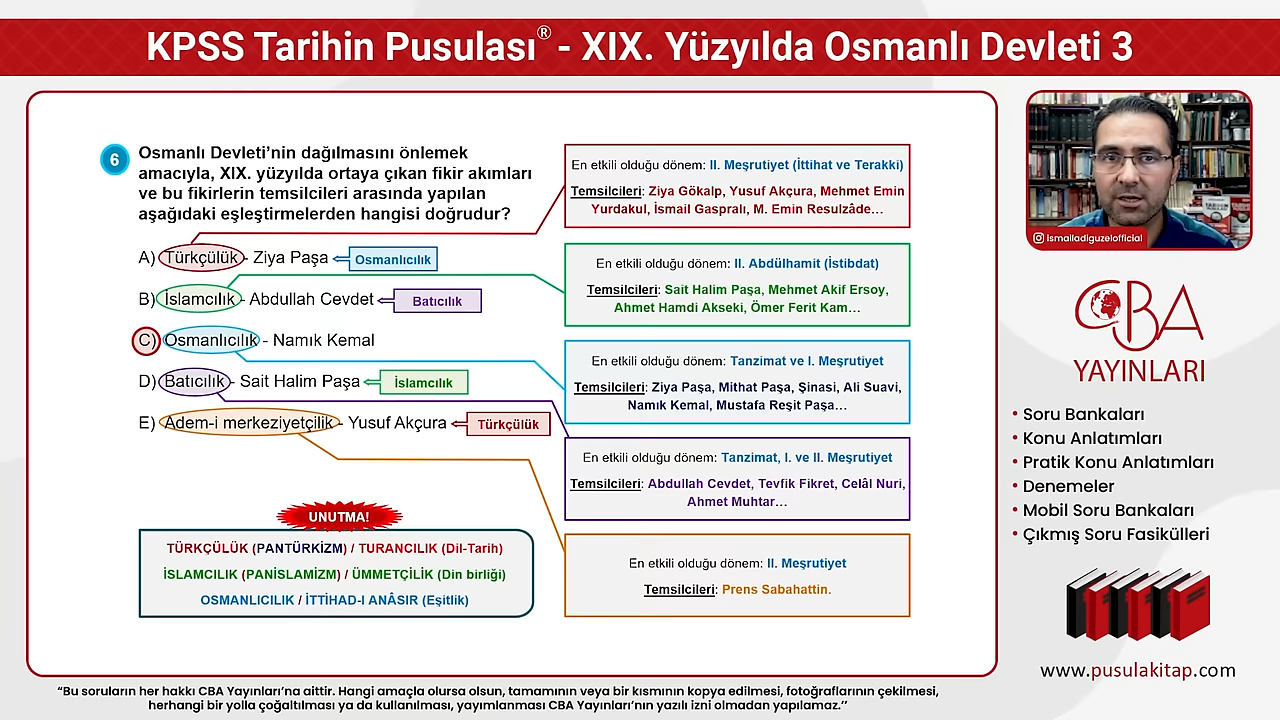 KPSS Tarihin Pusulası® - XIX. Yüzyılda Osmanlı Devleti 3
6
Osmanlı Devleti'nin dağılmasını önlemek
amacıyla, XIX. yüzyılda ortaya çıkan fikir akımları
ve bu fikirlerin temsilcileri arasında yapılan
aşağıdaki eşleştirmelerden hangisi doğrudur?
A) Türkçülük - Ziya Paşa
Osmanlıcılık
B) İslamcılık - Abdullah Cevdet
Batıcılık
C) Osmanlıcılık - Namık Kemal
D) Batıcılık - Sait Halim Paşa
İslamcılık
E) Adem-i merkeziyetçilik - Yusuf Akçura
Türkçülük
En etkili olduğu dönem: II. Meşrutiyet (İttihat ve Terakki)
Temsilcileri: Ziya Gökalp, Yusuf Akçura, Mehmet Emin
Yurdakul, İsmail Gaspralı, M. Emin Resulzâde…
En etkili olduğu dönem: II. Abdülhamit (İstibdat)
Temsilcileri: Sait Halim Paşa, Mehmet Akif Ersoy,
Ahmet Hamdi Akseki, Ömer Ferit Kam…
En etkili olduğu dönem: Tanzimat ve I. Meşrutiyet
Temsilcileri: Ziya Paşa, Mithat Paşa, Şinasi, Ali Suavi,
Namık Kemal, Mustafa Reşit Paşa…
En etkili olduğu dönem: Tanzimat, I. ve II. Meşrutiyet
Temsilcileri: Abdullah Cevdet, Tevfik Fikret, Celâl Nuri,
Ahmet Muhtar…
En etkili olduğu dönem: II. Meşrutiyet
Temsilcileri: Prens Sabahattin.
UNUTMA!
TÜRKÇÜLÜK (PANTÜRKİZM) / TURANCILIK (Dil-Tarih)
İSLAMCILIK (PANİSLAMİZM) / ÜMMETÇİLİK (Din birliği)
OSMANLICILIK / İTTİHAD-I ANÂSIR (Eşitlik)
ismailadiguzelofficial
CBA
YAYINLARI
• Soru Bankaları
• Konu Anlatımları
• Pratik Konu Anlatımları
• Denemeler
• Mobil Soru Bankaları
• Çıkmış Soru Fasikülleri
www.pusulakitap.com
“Bu soruların her hakkı CBA Yayınları’na aittir. Hangi amaçla olursa olsun, tamamının veya bir kısmının kopya edilmesi, fotoğraflarının çekilmesi,
herhangi bir yolla çoğaltılması ya da kullanılması, yayımlanması CBA Yayınları’nın yazılı izni olmadan yapılamaz.’’